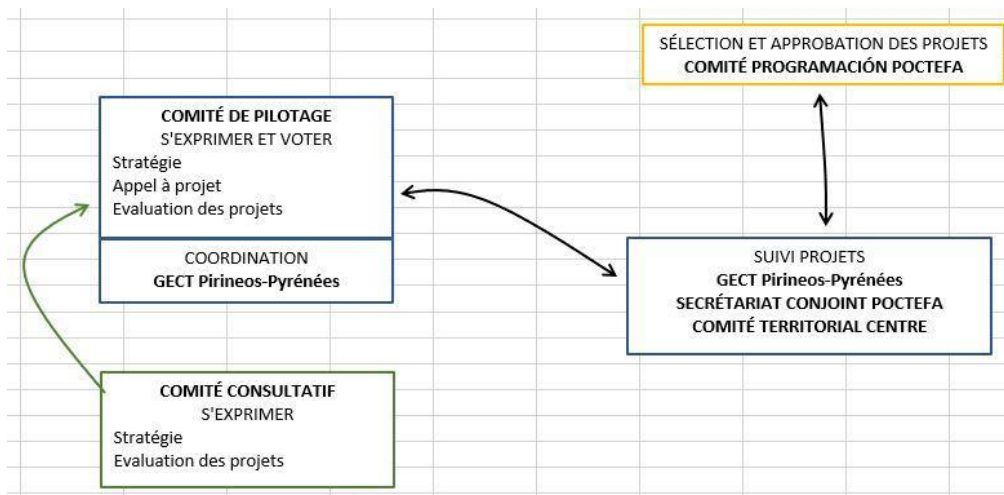 SÉLECTION ET APPROBATION DES PROJETS
COMITÉ PROGRAMACIÓN POCTEFA
COMITÉ DE PILOTAGE
S'EXPRIMER ET VOTER
Stratégie
Appel à projet
Evaluation des projets
COORDINATION
GECT Pirineos-Pyrénées
SUIVI PROJETS
GECT Pirineos-Pyrénées
SECRÉTARIAT CONJOINT POCTEFA
COMITÉ TERRITORIAL CENTRE
COMITÉ CONSULTATIF
S'EXPRIMER
Stratégie
Evaluation des projets